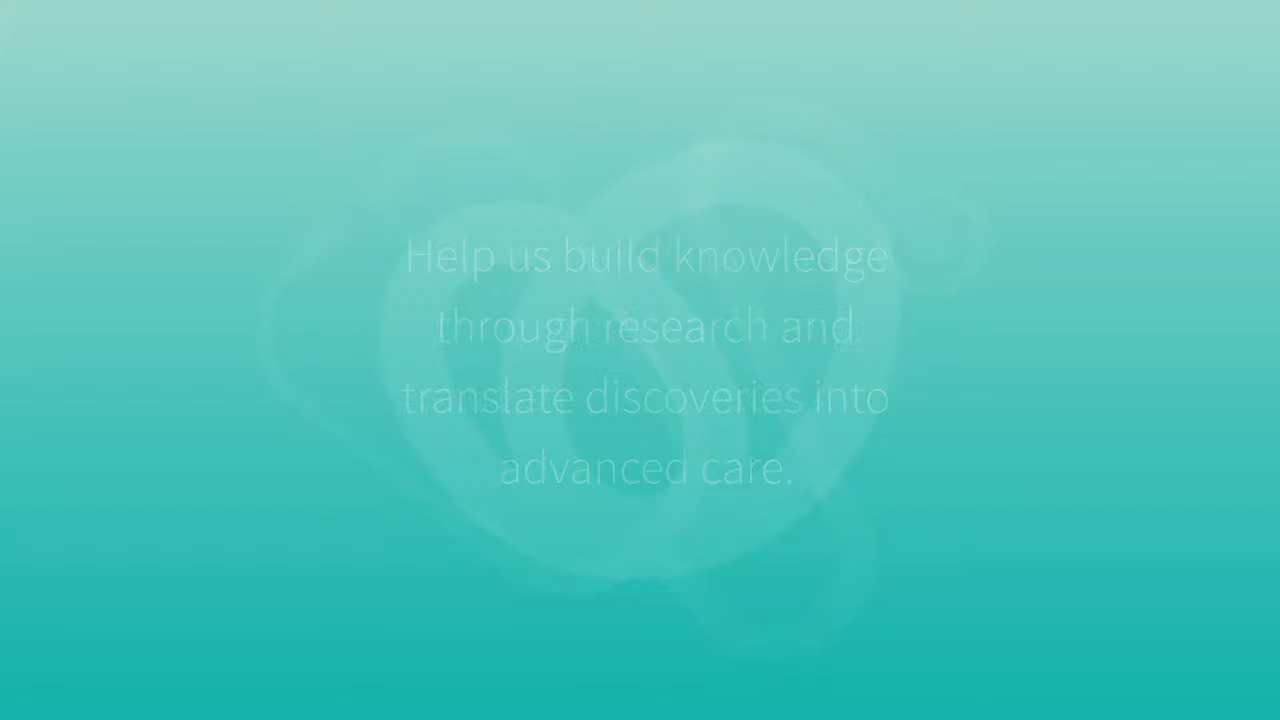 Help us build knowledge
through research and
translate discoveries into
advanced care.